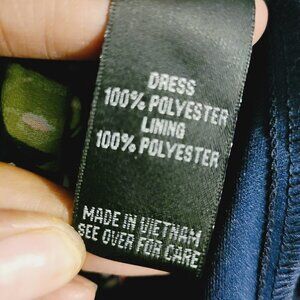 DRESS
100% POLYESTER
LINING
100% POLYESTER
MADE IN VIETNAM
SEE OVER FOR CARE